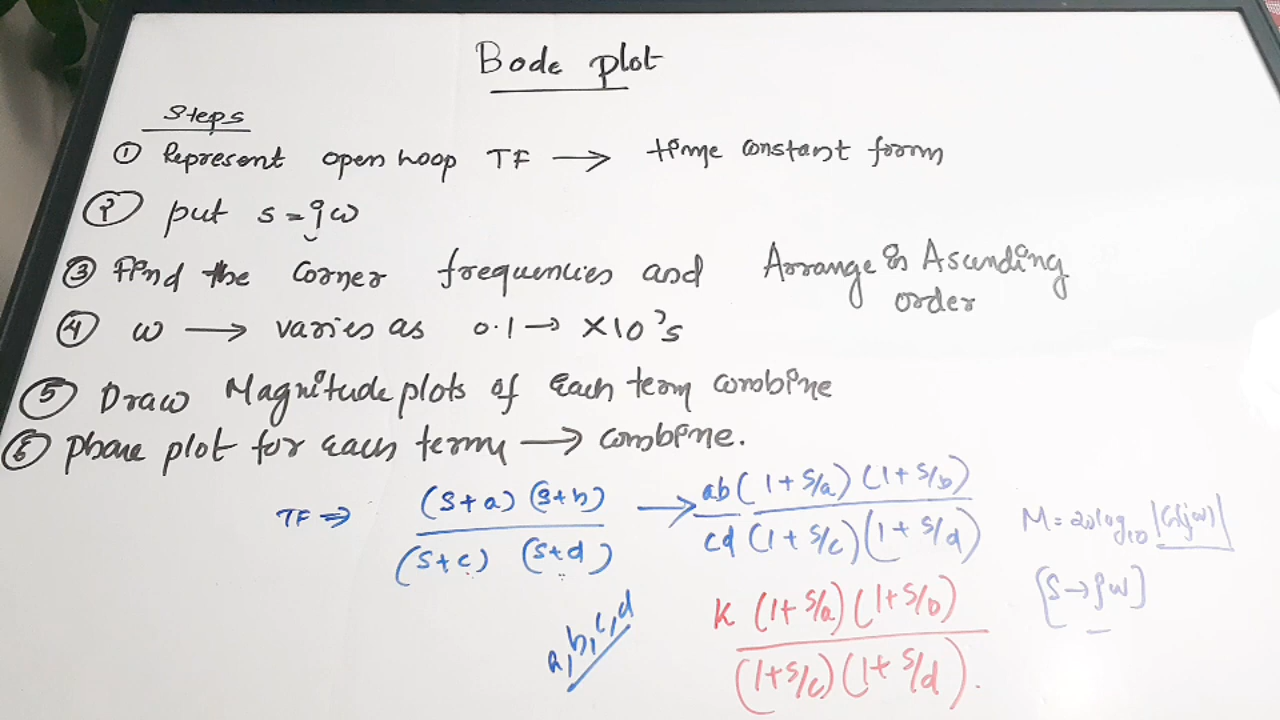 Bode plot
Steps
① Represent open loop TF → time constant form
② put s = jω
③ Find the corner frequencies and Arrange in Ascending order
④ ω → varies as 0.1 → X10's
⑤ Draw Magnitude plots of Each term combine
⑥ phase plot for each term → combine.
TF ⇒ (S+a) (S+b) / (S+c) (S+d) → ab (1+S/a) (1+S/b) / cd (1+S/c) (1+S/d)
M = 20 log10 |G(jω)|
[S→jω]
a, b, c, d
K (1+S/a) (1+S/b) / (1+S/c) (1+S/d).